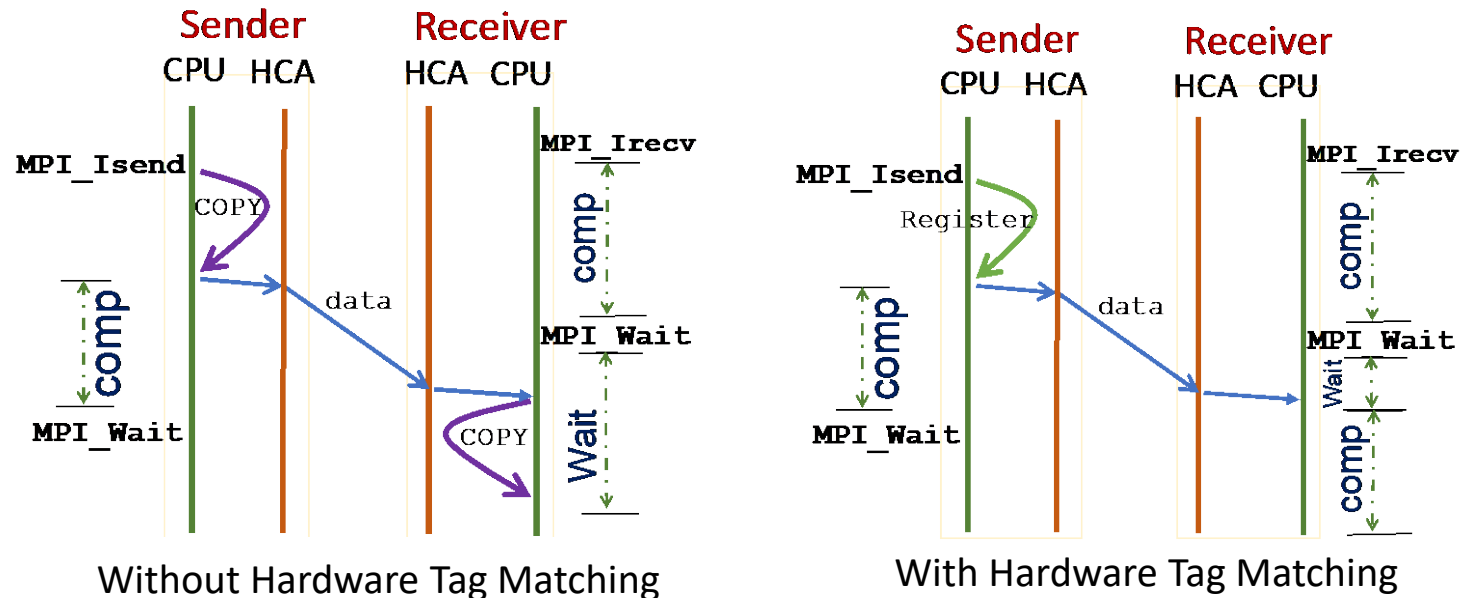 Sender Receiver
CPU HCA HCA CPU
MPI_Isend
COPY
comp
MPI_Wait
data
MPI_Irecv
comp
MPI_Wait
COPY
Wait
Without Hardware Tag Matching
Sender Receiver
CPU HCA HCA CPU
MPI_Isend
Register
comp
MPI_Wait
data
MPI_Irecv
comp
MPI_Wait
Wait
comp
With Hardware Tag Matching